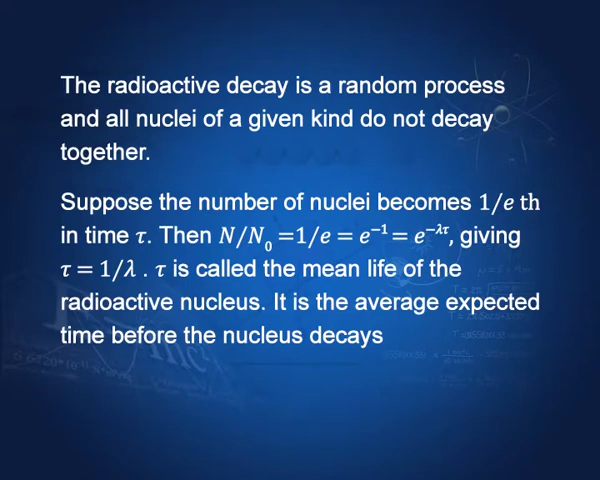 The radioactive decay is a random process
and all nuclei of a given kind do not decay
together.
Suppose the number of nuclei becomes 1/e th
in time τ. Then N/N₀ =1/e = e⁻¹= e^{−λτ}, giving
τ = 1/λ . τ is called the mean life of the
radioactive nucleus. It is the average expected
time before the nucleus decays